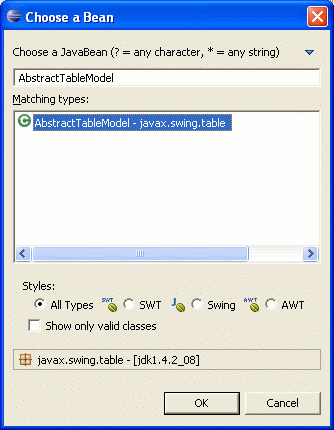 Choose a Bean
Choose a JavaBean (? = any character, * = any string)
AbstractTableModel
Matching types:
AbstractTableModel - javax.swing.table
Styles:
All Types SWT SWT J Swing AWT AWT
Show only valid classes
javax.swing.table - [jdk1.4.2_08]
OK Cancel